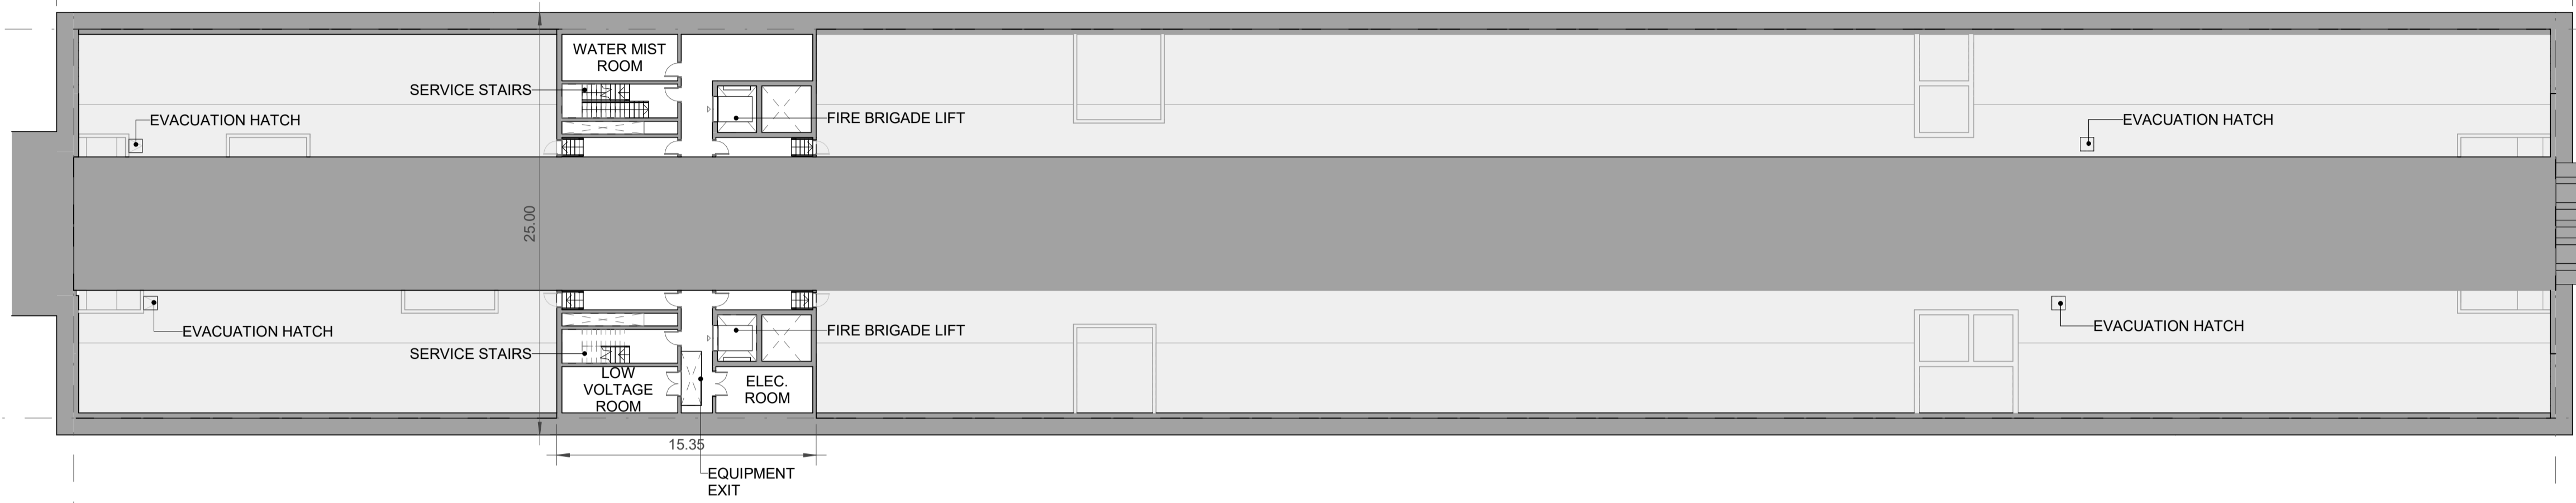 WATER MIST
ROOM
SERVICE STAIRS
EVACUATION HATCH
FIRE BRIGADE LIFT
EVACUATION HATCH
25.00
EVACUATION HATCH
SERVICE STAIRS
FIRE BRIGADE LIFT
EVACUATION HATCH
LOW
VOLTAGE
ROOM
ELEC.
ROOM
15.35
EQUIPMENT
EXIT